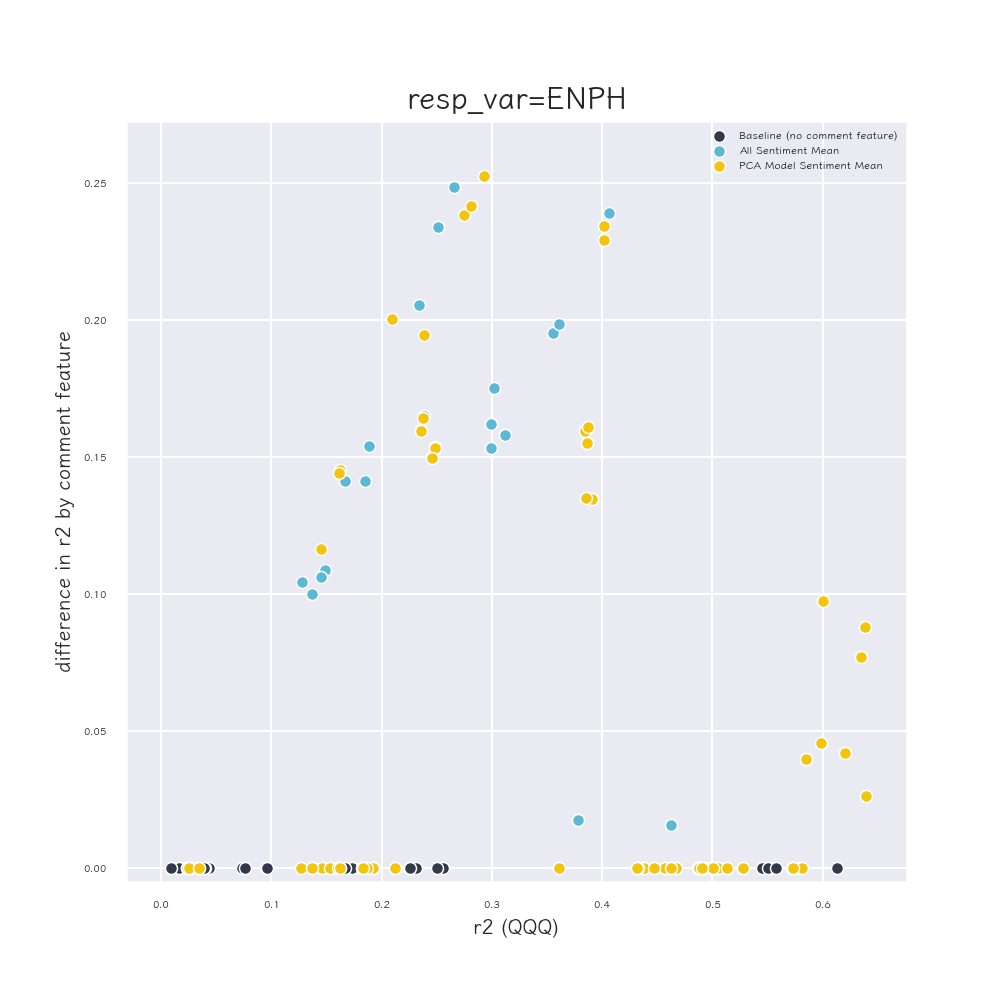 resp_var=ENPH
Baseline (no comment feature)
All Sentiment Mean
PCA Model Sentiment Mean
difference in r2 by comment feature
0.25
0.20
0.15
0.10
0.05
0.00
0.0 0.1 0.2 0.3 0.4 0.5 0.6
r2 (QQQ)